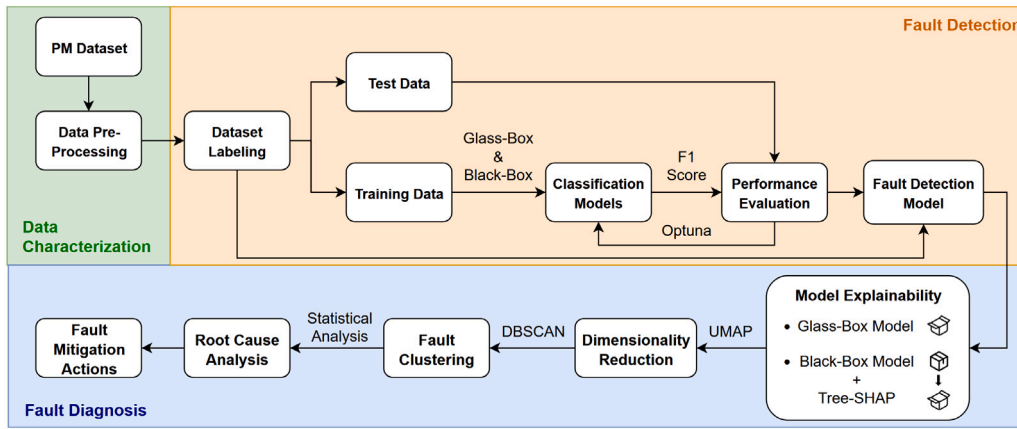 PM Dataset
Data Pre-
Processing
Data
Characterization
Fault Detection
Dataset
Labeling
Test Data
Training Data
Glass-Box
&
Black-Box
Classification
Models
F1
Score
Optuna
Performance
Evaluation
Fault Detection
Model
Model Explainability
• Glass-Box Model
• Black-Box Model
+
Tree-SHAP
UMAP
Dimensionality
Reduction
DBSCAN
Fault
Clustering
Statistical
Analysis
Root Cause
Analysis
Fault
Mitigation
Actions
Fault Diagnosis